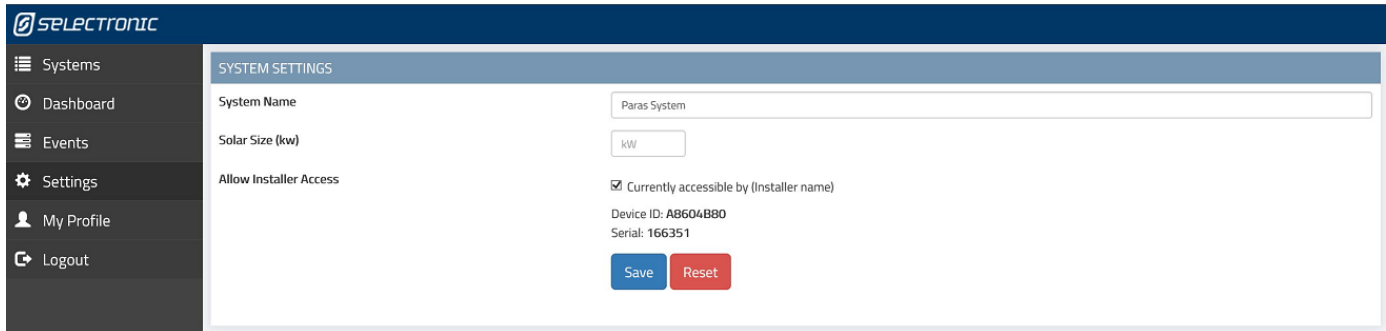 SELECTRONIC
Systems
Dashboard
Events
Settings
My Profile
Logout
SYSTEM SETTINGS
System Name
Paras System
Solar Size (kw)
kW
Allow Installer Access
Currently accessible by (Installer name)
Device ID: A8604B80
Serial: 166351
Save Reset